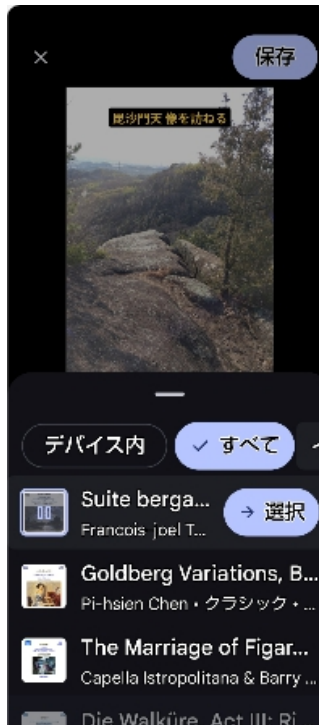 ×
保存
毘沙門天 像を訪ねる
デバイス内
✓ すべて
Suite berga...
Francois-joel T...
→ 選択
Goldberg Variations, B...
Pi-hsien Chen • クラシック • ...
The Marriage of Figar...
Capella Istropolitana & Barry ...
Die Walküre, Act III: Ri...